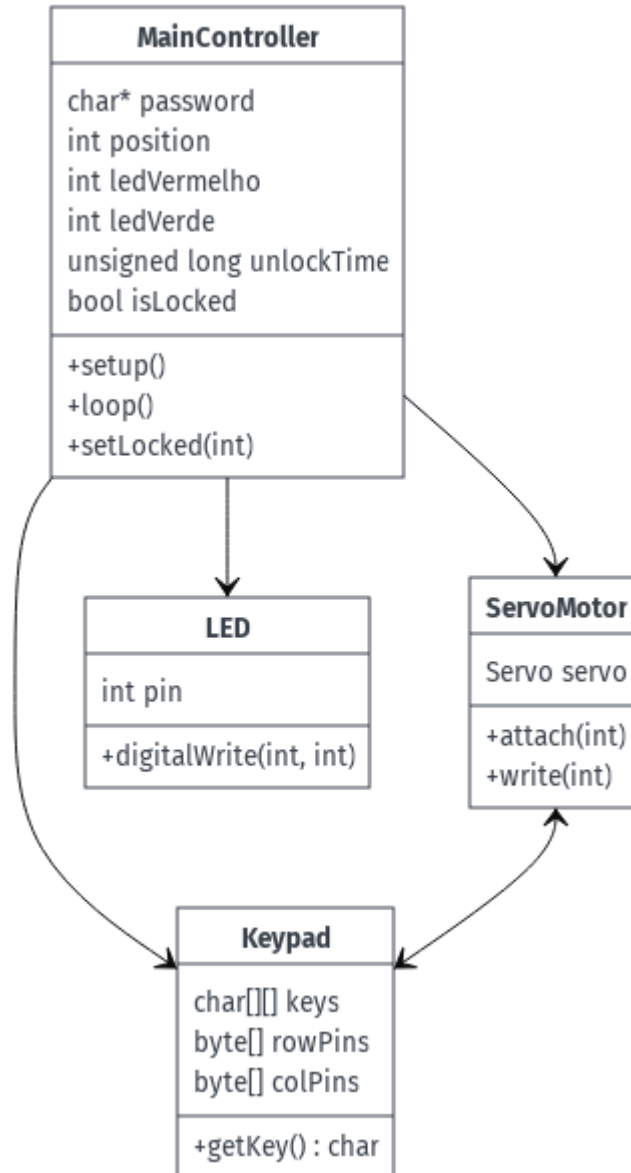 MainController
char* password
int position
int ledVermelho
int ledVerde
unsigned long unlockTime
bool isLocked
+setup()
+loop()
+setLocked(int)
LED
int pin
+digitalWrite(int, int)
ServoMotor
Servo servo
+attach(int)
+write(int)
Keypad
char[][] keys
byte[] rowPins
byte[] colPins
+getKey() : char